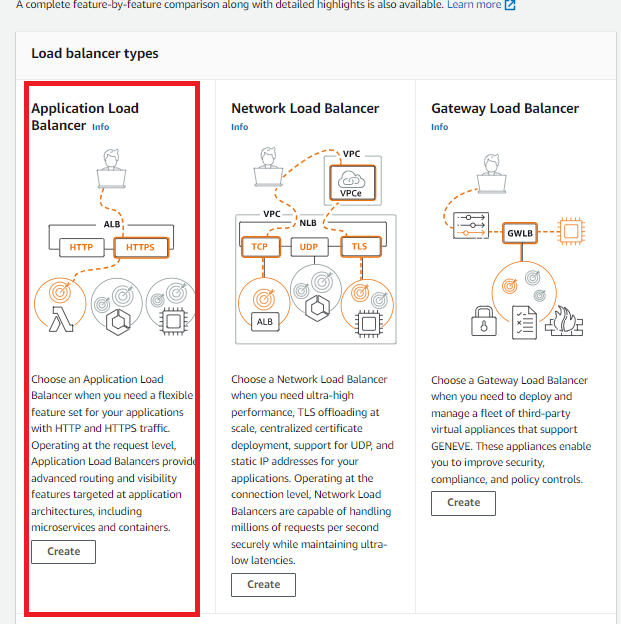 A complete feature-by-feature comparison along with detailed highlights is also available. Learn more
Load balancer types
Application Load
Balancer Info
ALB
HTTP
HTTPS
Choose an Application Load
Balancer when you need a flexible
feature set for your applications
with HTTP and HTTPS traffic.
Operating at the request level,
Application Load Balancers provide
advanced routing and visibility
features targeted at application
architectures, including
microservices and containers.
Create
Network Load Balancer
Info
VPC
VPCe
VPC
NLB
TCP
UDP
TLS
ALB
Choose a Network Load Balancer
when you need ultra-high
performance, TLS offloading at
scale, centralized certificate
deployment, support for UDP, and
static IP addresses for your
applications. Operating at the
connection level, Network Load
Balancers are capable of handling
millions of requests per second
securely while maintaining ultra-
low latencies.
Create
Gateway Load Balancer
Info
GWLB
Choose a Gateway Load Balancer
when you need to deploy and
manage a fleet of third-party
virtual appliances that support
GENEVE. These appliances enable
you to improve security,
compliance, and policy controls.
Create